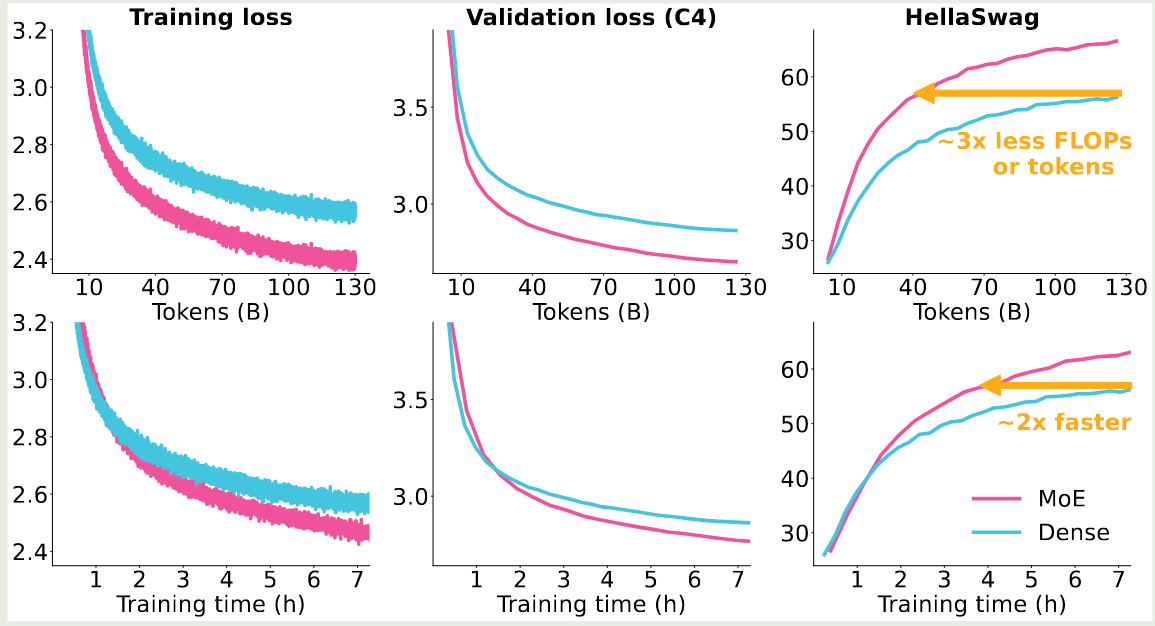 Training loss
Validation loss (C4)
HellaSwag
3.2
3.0
2.8
2.6
2.4
10 40 70 100 130
Tokens (B)
3.5
3.0
10 40 70 100 130
Tokens (B)
60
50
40
30
~3x less FLOPs
or tokens
10 40 70 100 130
Tokens (B)
3.2
3.0
2.8
2.6
2.4
1 2 3 4 5 6 7
Training time (h)
3.5
3.0
1 2 3 4 5 6 7
Training time (h)
60
50
40
30
~2x faster
MoE
Dense
1 2 3 4 5 6 7
Training time (h)